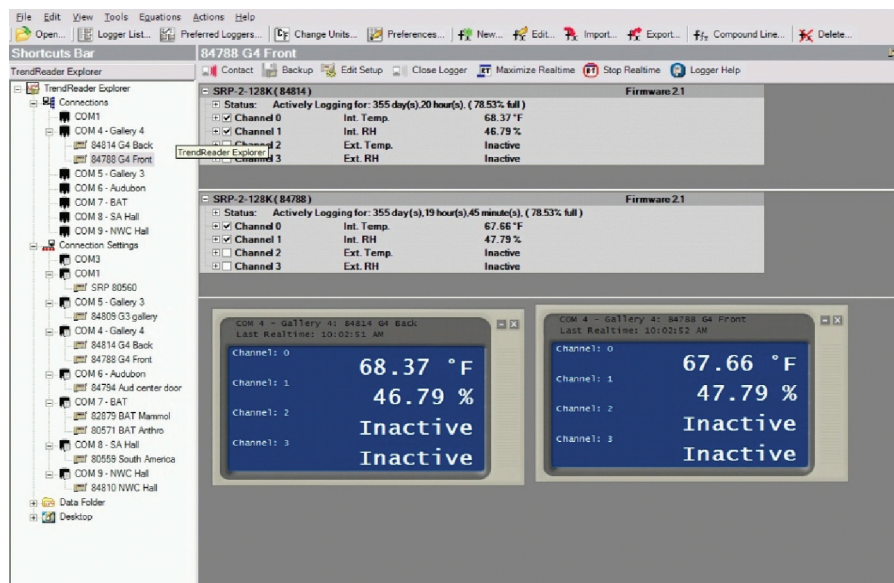 File Edit View Tools Equations Actions Help
Open... Logger List... Preferred Loggers... Change Units... Preferences... New... Edit... Import... Export... Compound Line... Delete...
Shortcuts Bar
84788 G4 Front
TrendReader Explorer
Contact Backup Edit Setup Close Logger Maximize Realtime Stop Realtime Logger Help
TrendReader Explorer
Connections
COM1
COM 4 - Gallery 4
84814 G4 Back
84788 G4 Front
COM 5 - Gallery 3
COM 6 - Audubon
COM 7 - BAT
COM 8 - SA Hall
COM 9 - NWC Hall
Connection Settings
COM3
COM1
SRP 80560
COM 5 - Gallery 3
84809 G3 gallery
COM 4 - Gallery 4
84814 G4 Back
84788 G4 Front
COM 6 - Audubon
84794 Aud center door
COM 7 - BAT
82879 BAT Mammol
80571 BAT Anthro
COM 8 - SA Hall
80559 South America
COM 9 - NWC Hall
84810 NWC Hall
Data Folder
Desktop
TrendReader Explorer
SRP-2-128K ( 84814 ) Firmware 2.1
Status: Actively Logging for: 355 day(s),20 hour(s), ( 78.53% full )
Channel 0 Int. Temp. 68.37 °F
Channel 1 Int. RH 46.79 %
Channel 2 Ext. Temp. Inactive
Channel 3 Ext. RH Inactive
SRP-2-128K ( 84788 ) Firmware 2.1
Status: Actively Logging for: 355 day(s),19 hour(s),45 minute(s), ( 78.53% full )
Channel 0 Int. Temp. 67.66 °F
Channel 1 Int. RH 47.79 %
Channel 2 Ext. Temp. Inactive
Channel 3 Ext. RH Inactive
COM 4 - Gallery 4: 84814 G4 Back
Last Realtime: 10:02:51 AM
Channel: 0
68.37 °F
Channel: 1
46.79 %
Channel: 2
Inactive
Channel: 3
Inactive
COM 4 - Gallery 4: 84788 G4 Front
Last Realtime: 10:02:52 AM
Channel: 0
67.66 °F
Channel: 1
47.79 %
Channel: 2
Inactive
Channel: 3
Inactive